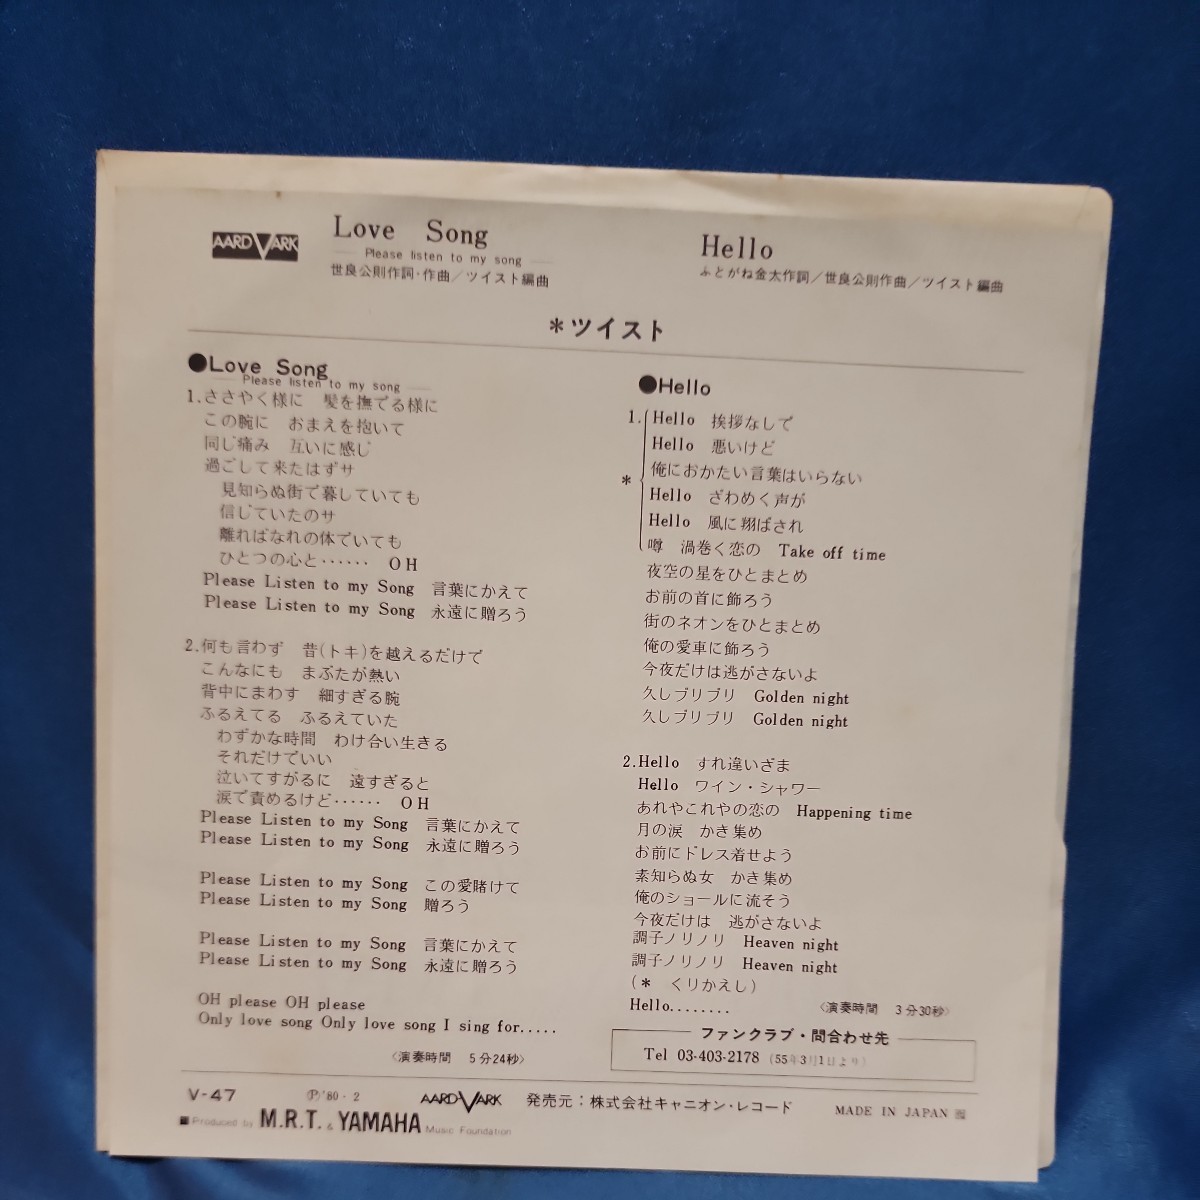 AARDVARK
Love Song
Please listen to my song
世良公則作詞・作曲／ツイスト編曲
Hello
ふとがね金太作詞／世良公則作曲／ツイスト編曲
＊ツイスト
●Love Song
Please listen to my song
1.ささやく様に　髪を撫でる様に
この腕に　おまえを抱いて
同じ痛み　互いに感じ
過ごして来たはずサ
見知らぬ街で暮していても
信じていたのサ
離ればなれの体でいても
ひとつの心と‥‥‥　OH
Please Listen to my Song　言葉にかえて
Please Listen to my Song　永遠に贈ろう
2.何も言わず　昔(トキ)を越えるだけで
こんなにも　まぶたが熱い
背中にまわす　細すぎる腕
ふるえてる　ふるえていた
わずかな時間　わけ合い生きる
それだけでいい
泣いてすがるに　遠すぎると
涙で責めるけど‥‥‥　OH
Please Listen to my Song　言葉にかえて
Please Listen to my Song　永遠に贈ろう
Please Listen to my Song　この愛賭けて
Please Listen to my Song　贈ろう
Please Listen to my Song　言葉にかえて
Please Listen to my Song　永遠に贈ろう
OH please OH please
Only love song Only love song I sing for.....
〈演奏時間　5分24秒〉
●Hello
1.Hello　挨拶なしで
Hello　悪いけど
＊俺におかたい言葉はいらない
Hello　ざわめく声が
Hello　風に翔ばされ
噂　渦巻く恋の　Take off time
夜空の星をひとまとめ
お前の首に飾ろう
街のネオンをひとまとめ
俺の愛車に飾ろう
今夜だけは逃がさないよ
久しブリブリ　Golden night
久しブリブリ　Golden night
2.Hello　すれ違いざま
Hello　ワイン・シャワー
あれやこれやの恋の　Happening time
月の涙　かき集め
お前にドレス着せよう
素知らぬ女　かき集め
俺のショールに流そう
今夜だけは　逃がさないよ
調子ノリノリ　Heaven night
調子ノリノリ　Heaven night
(＊　くりかえし)
Hello........
〈演奏時間　3分30秒〉
ファンクラブ・問合わせ先
Tel 03-403-2178 (55年3月1日より)
V-47
Ⓟ'80・2
AARDVARK
発売元：株式会社キャニオン・レコード
MADE IN JAPAN
■Produced by M.R.T. & YAMAHA Music Foundation